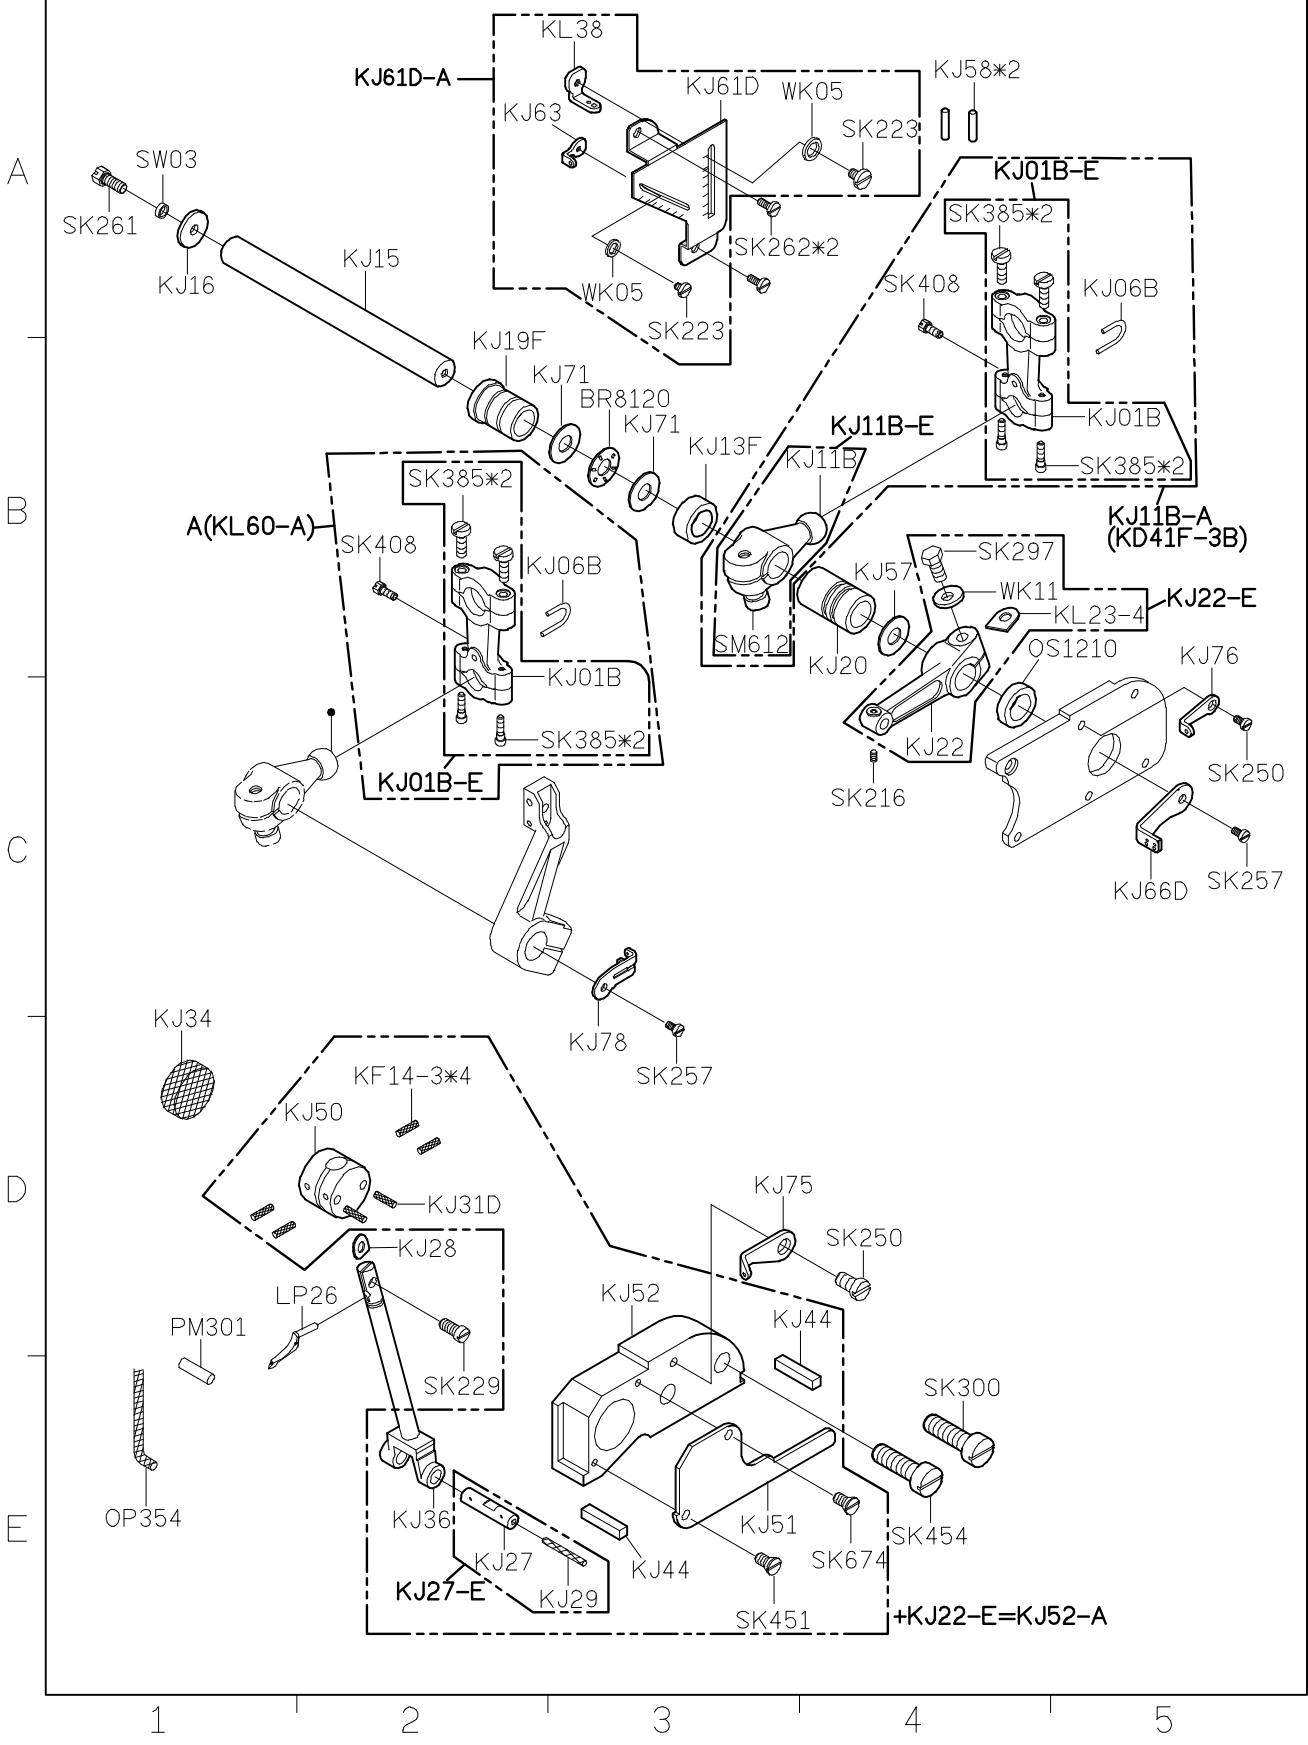 KL38
KJ61D-A
KJ61D
WK05
KJ58*2
KJ63
SK223
A
SW03
KJ01B-E
SK261
SK385*2
KJ16
KJ15
SK262*2
SK408
KJ06B
WK05
SK223
KJ19F
KJ71
BR8120
KJ71
KJ13F
KJ11B-E
KJ11B
KJ01B
SK385*2
B
SK385*2
A(KL60-A)
KJ11B-A
(KD41F-3B)
SK408
KJ06B
KJ57
SK297
WK11
KJ22-E
KL23-4
SM612
KJ20
OS1210
KJ76
KJ01B
SK385*2
KJ22
KJ01B-E
SK216
SK250
C
KJ66D
SK257
KJ34
KJ78
SK257
KF14-3*4
KJ50
D
KJ75
KJ31D
SK250
KJ28
LP26
KJ52
KJ44
PM301
SK229
SK300
OP354
KJ36
KJ51
SK454
E
KJ27
KJ44
SK674
KJ27-E
KJ29
SK451
+KJ22-E=KJ52-A
1
2
3
4
5